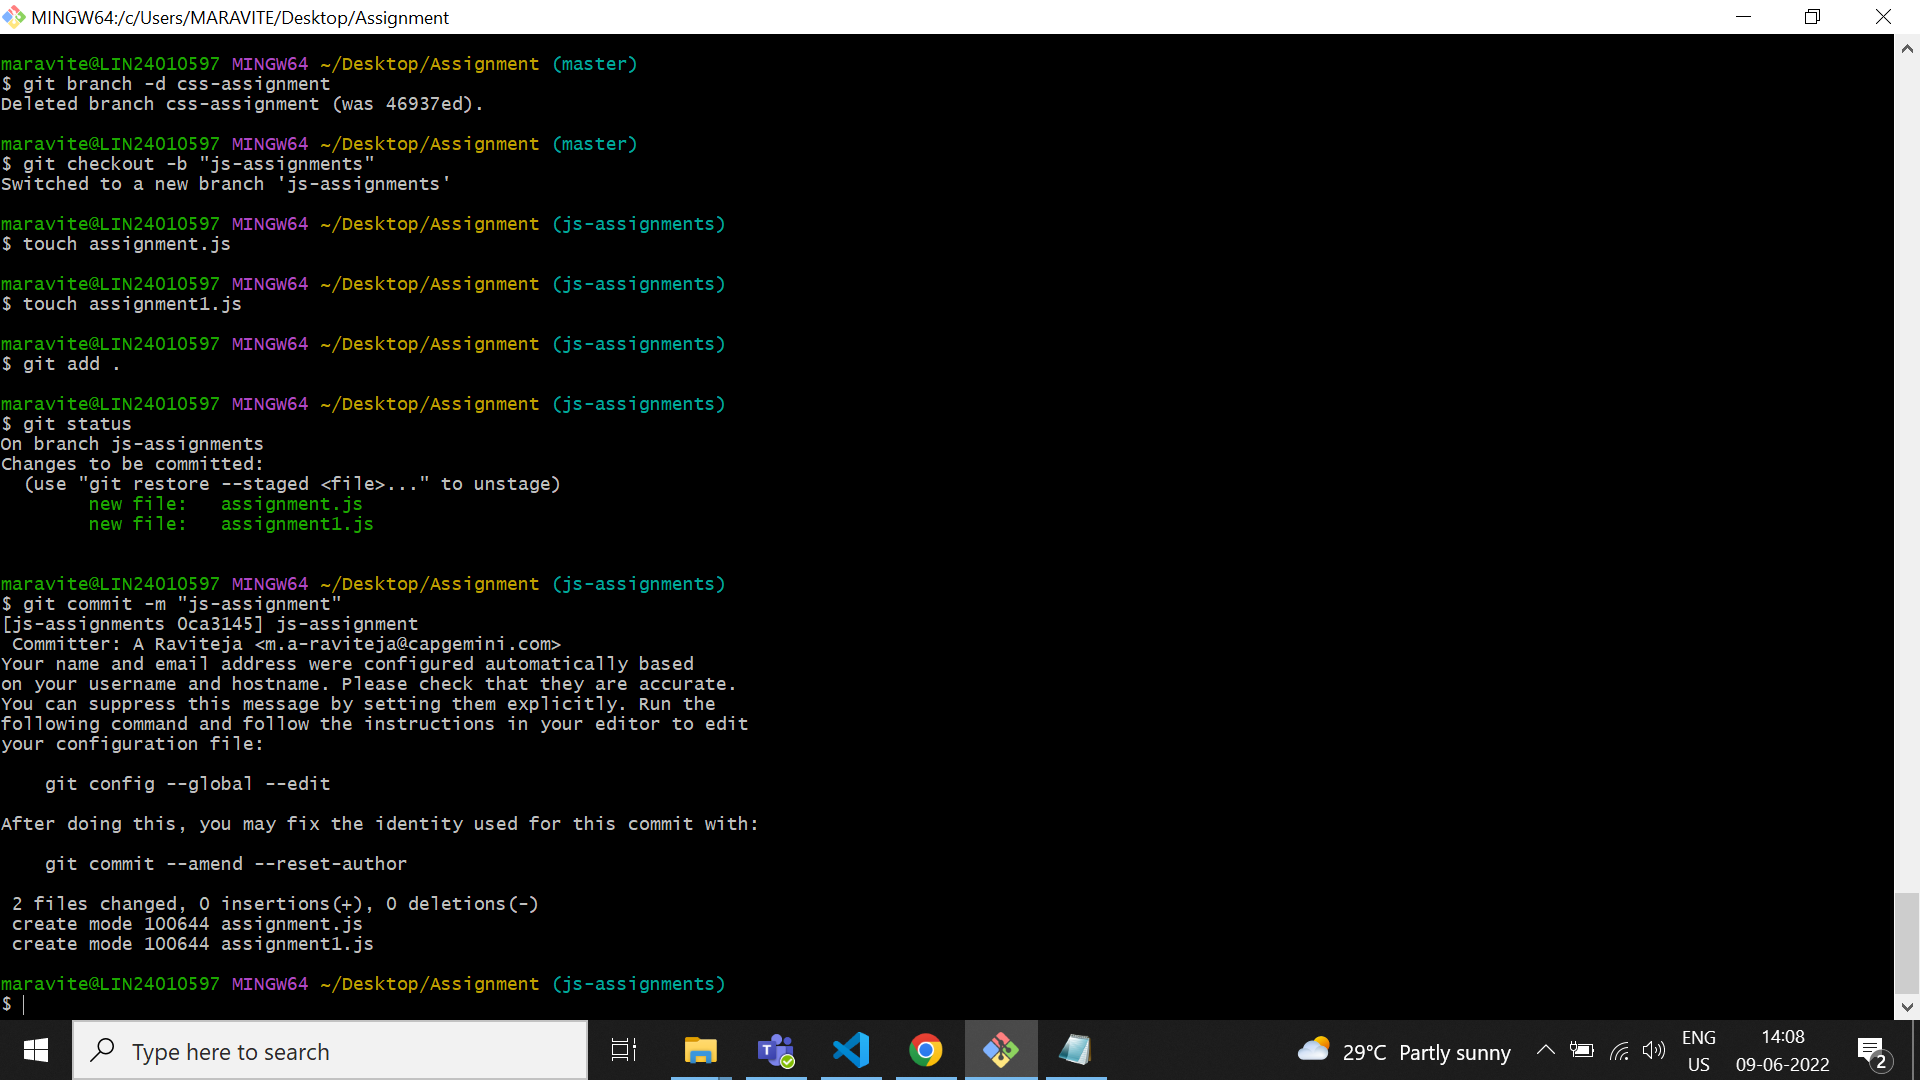 MINGW64:/c/Users/MARAVITE/Desktop/Assignment
maravite@LIN24010597 MINGW64 ~/Desktop/Assignment (master)
$ git branch -d css-assignment
Deleted branch css-assignment (was 46937ed).
maravite@LIN24010597 MINGW64 ~/Desktop/Assignment (master)
$ git checkout -b "js-assignments"
Switched to a new branch 'js-assignments'
maravite@LIN24010597 MINGW64 ~/Desktop/Assignment (js-assignments)
$ touch assignment.js
maravite@LIN24010597 MINGW64 ~/Desktop/Assignment (js-assignments)
$ touch assignment1.js
maravite@LIN24010597 MINGW64 ~/Desktop/Assignment (js-assignments)
$ git add .
maravite@LIN24010597 MINGW64 ~/Desktop/Assignment (js-assignments)
$ git status
On branch js-assignments
Changes to be committed:
  (use "git restore --staged <file>..." to unstage)
        new file:   assignment.js
        new file:   assignment1.js
maravite@LIN24010597 MINGW64 ~/Desktop/Assignment (js-assignments)
$ git commit -m "js-assignment"
[js-assignments 0ca3145] js-assignment
 Committer: A Raviteja <m.a-raviteja@capgemini.com>
Your name and email address were configured automatically based
on your username and hostname. Please check that they are accurate.
You can suppress this message by setting them explicitly. Run the
following command and follow the instructions in your editor to edit
your configuration file:
    git config --global --edit
After doing this, you may fix the identity used for this commit with:
    git commit --amend --reset-author
 2 files changed, 0 insertions(+), 0 deletions(-)
 create mode 100644 assignment.js
 create mode 100644 assignment1.js
maravite@LIN24010597 MINGW64 ~/Desktop/Assignment (js-assignments)
$
Type here to search
29°C Partly sunny
ENG
US
14:08
09-06-2022
2